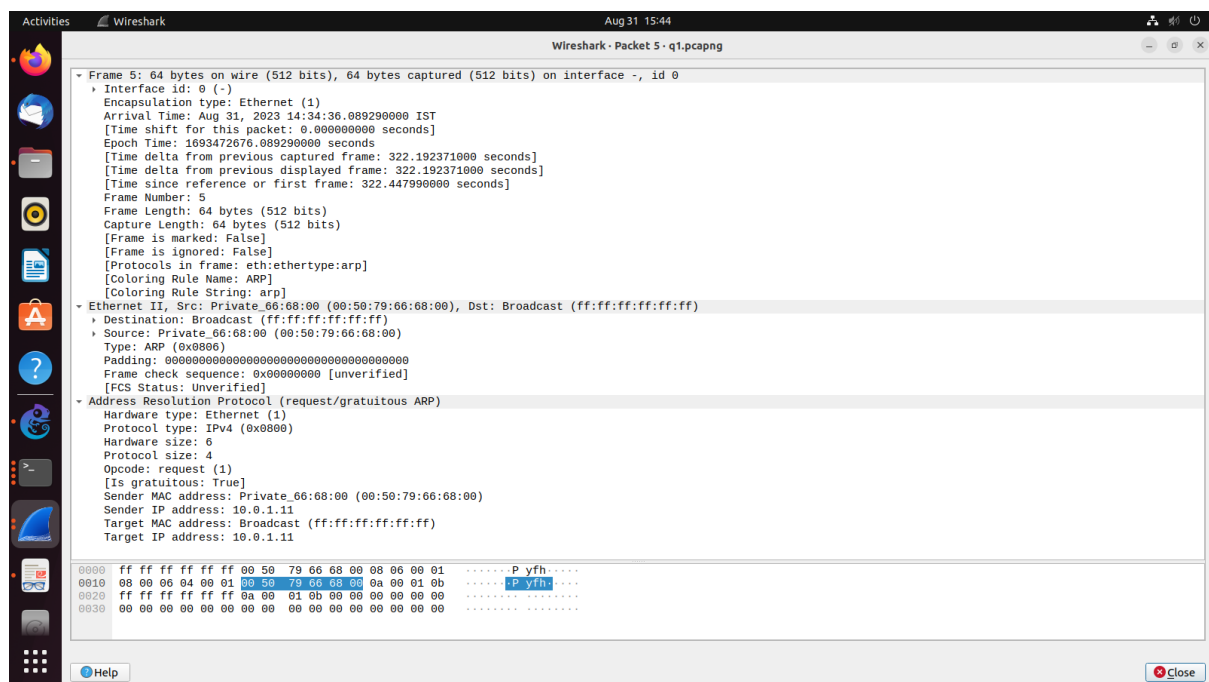 Activities Wireshark Aug 31 15:44
Wireshark · Packet 5 · q1.pcapng
Frame 5: 64 bytes on wire (512 bits), 64 bytes captured (512 bits) on interface -, id 0
Interface id: 0 (-)
Encapsulation type: Ethernet (1)
Arrival Time: Aug 31, 2023 14:34:36.089290000 IST
[Time shift for this packet: 0.000000000 seconds]
Epoch Time: 1693472676.089290000 seconds
[Time delta from previous captured frame: 322.192371000 seconds]
[Time delta from previous displayed frame: 322.192371000 seconds]
[Time since reference or first frame: 322.447990000 seconds]
Frame Number: 5
Frame Length: 64 bytes (512 bits)
Capture Length: 64 bytes (512 bits)
[Frame is marked: False]
[Frame is ignored: False]
[Protocols in frame: eth:ethertype:arp]
[Coloring Rule Name: ARP]
[Coloring Rule String: arp]
Ethernet II, Src: Private_66:68:00 (00:50:79:66:68:00), Dst: Broadcast (ff:ff:ff:ff:ff:ff)
Destination: Broadcast (ff:ff:ff:ff:ff:ff)
Source: Private_66:68:00 (00:50:79:66:68:00)
Type: ARP (0x0806)
Padding: 000000000000000000000000000000000000
Frame check sequence: 0x00000000 [unverified]
[FCS Status: Unverified]
Address Resolution Protocol (request/gratuitous ARP)
Hardware type: Ethernet (1)
Protocol type: IPv4 (0x0800)
Hardware size: 6
Protocol size: 4
Opcode: request (1)
[Is gratuitous: True]
Sender MAC address: Private_66:68:00 (00:50:79:66:68:00)
Sender IP address: 10.0.1.11
Target MAC address: Broadcast (ff:ff:ff:ff:ff:ff)
Target IP address: 10.0.1.11
0000 ff ff ff ff ff ff 00 50 79 66 68 00 08 06 00 01 ·······P yfh·····
0010 08 00 06 04 00 01 00 50 79 66 68 00 0a 00 01 0b ·······P yfh·····
0020 ff ff ff ff ff ff 0a 00 01 0b 00 00 00 00 00 00 ········ ········
0030 00 00 00 00 00 00 00 00 00 00 00 00 00 00 00 00 ········ ········
Help Close